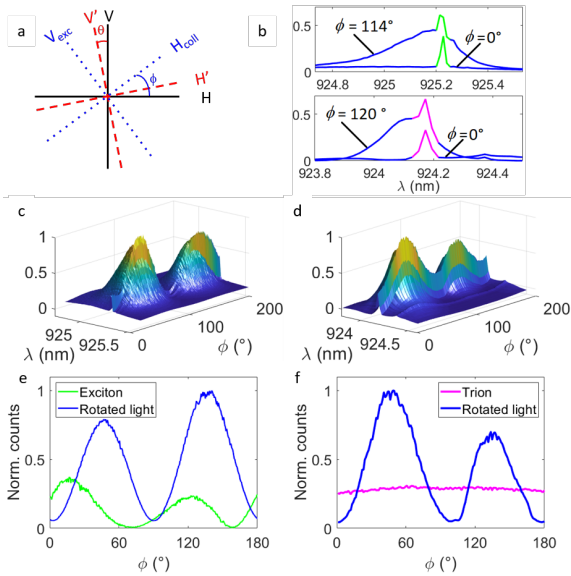 a
V
V'
θ
V_exc
H_coll
ϕ
H'
H
b
0.5
0
ϕ = 114°
ϕ=0°
924.8 925 925.2 925.4
0.5
0
ϕ = 120 °
ϕ=0°
923.8 924 924.2 924.4
λ (nm)
c
1
0.5
0
925
925.5
λ (nm)
0
100
200
ϕ (°)
d
1
0.5
0
924
924.5
λ (nm)
0
100
200
ϕ (°)
e
Norm. counts
1
0.5
0
Exciton
Rotated light
0 60 120 180
ϕ (°)
f
Norm. counts
1
0.5
0
Trion
Rotated light
0 60 120 180
ϕ (°)